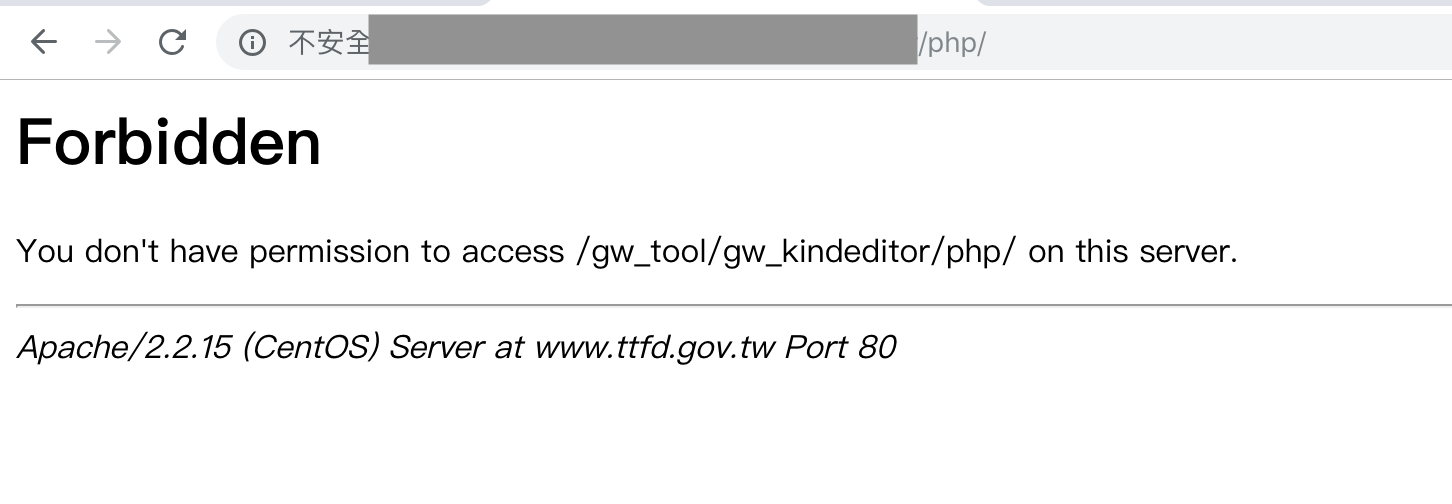 不安全 /php/
Forbidden
You don't have permission to access /gw_tool/gw_kindeditor/php/ on this server.
Apache/2.2.15 (CentOS) Server at www.ttfd.gov.tw Port 80